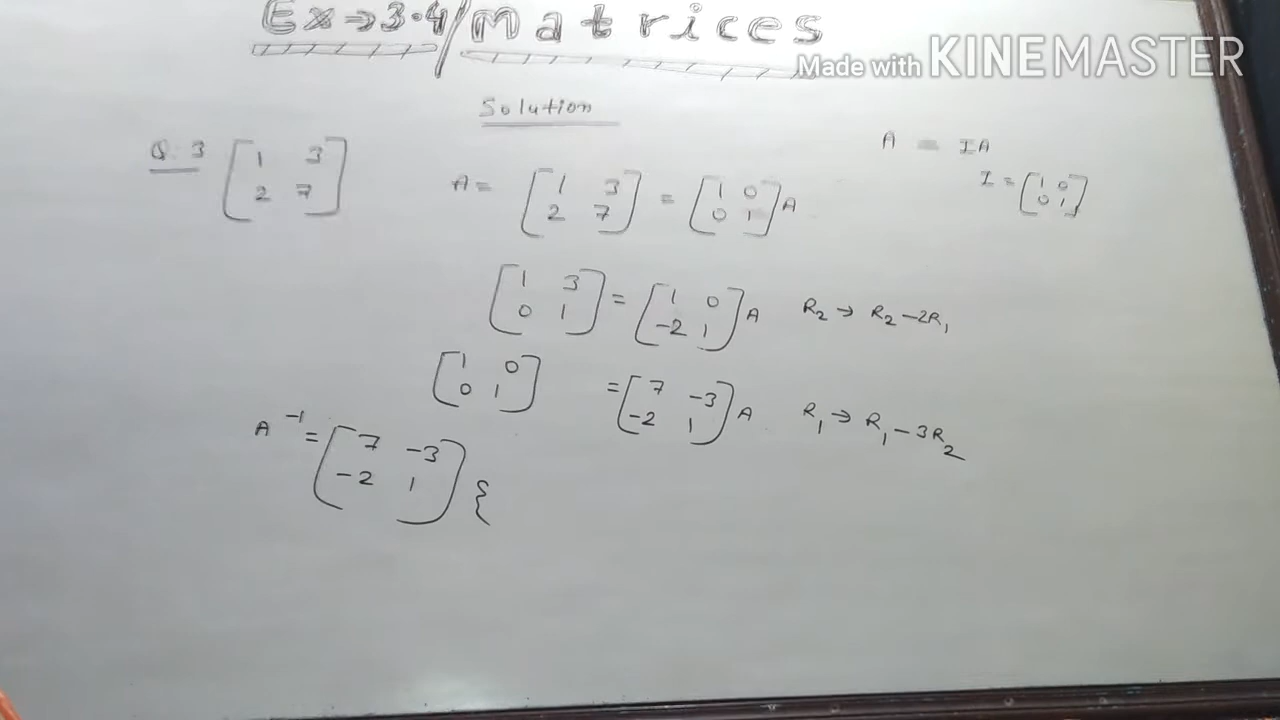 Ex → 3.4/Matrices
Made with KINEMASTER
Solution
Q. 3 [1 3
2 7]
A = IA
I = [1 0
0 1]
A = [1 3
2 7] = [1 0
0 1] A
[1 3
0 1] = [1 0
-2 1] A R₂ → R₂ - 2R₁
[1 0
0 1] = [7 -3
-2 1] A R₁ → R₁ - 3R₂
A⁻¹ = [7 -3
-2 1] {